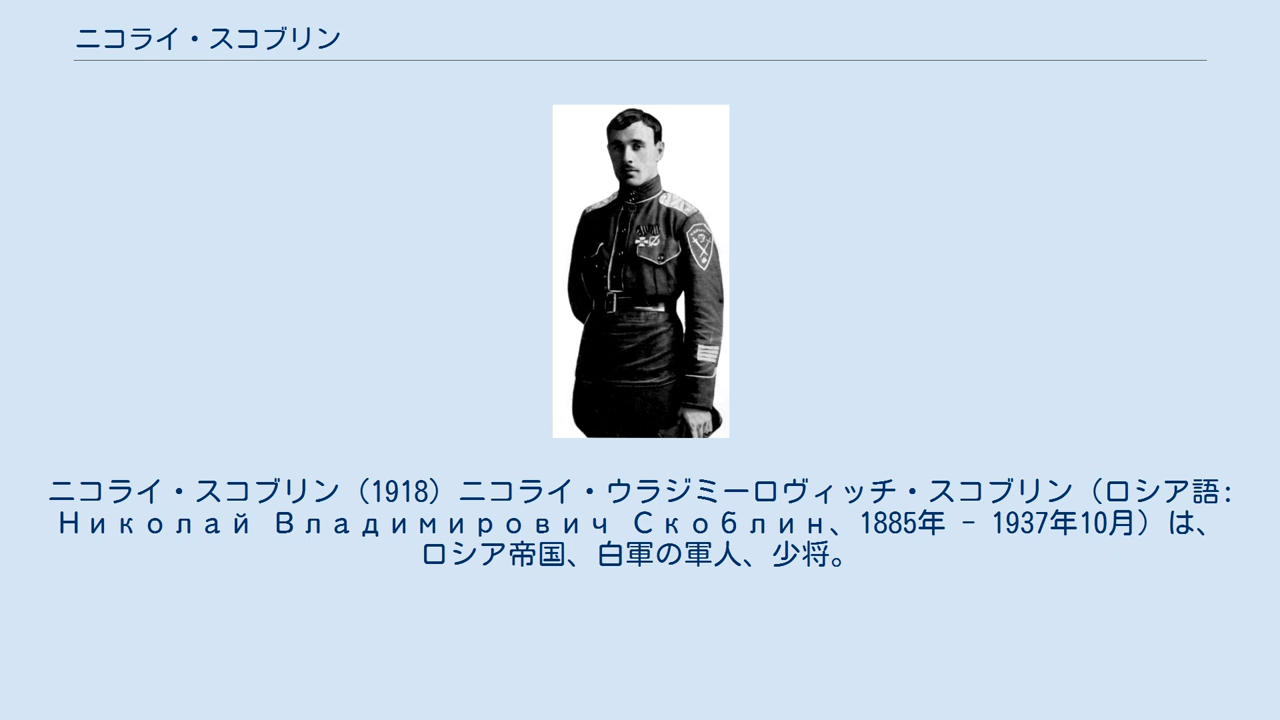 ニコライ・スコブリン
ニコライ・スコブリン（1918）ニコライ・ウラジミーロヴィッチ・スコブリン（ロシア語:
Николай Владимирович Скоблин、1885年 - 1937年10月）は、
ロシア帝国、白軍の軍人、少将。